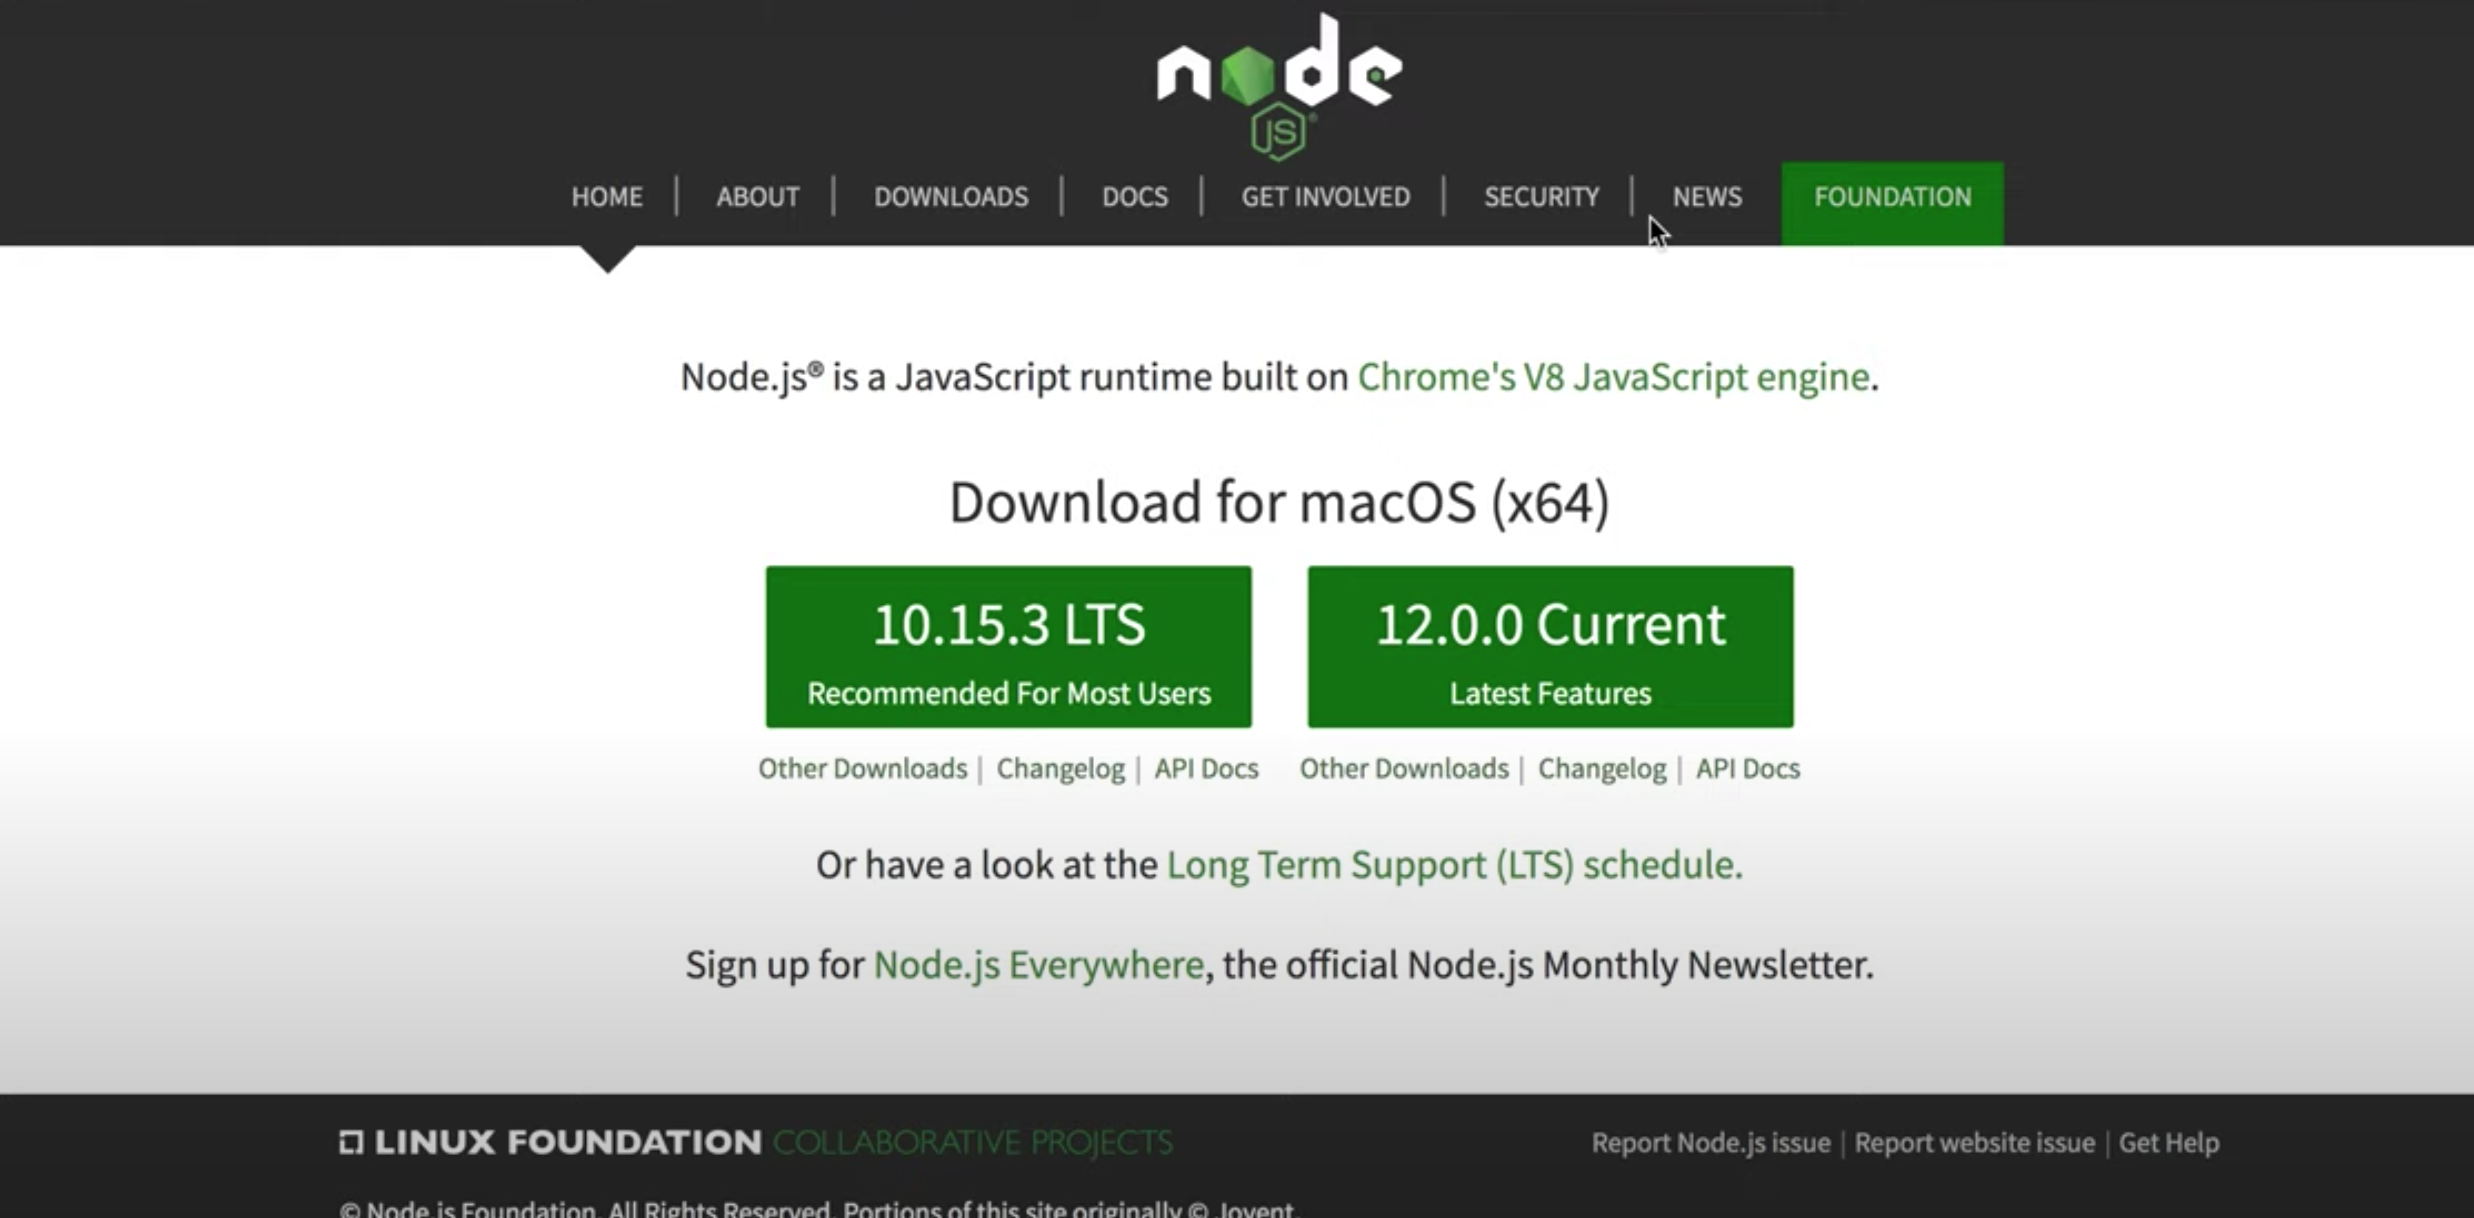 node
JS®
HOME | ABOUT | DOWNLOADS | DOCS | GET INVOLVED | SECURITY | NEWS FOUNDATION
Node.js® is a JavaScript runtime built on Chrome's V8 JavaScript engine.
Download for macOS (x64)
10.15.3 LTS
Recommended For Most Users
12.0.0 Current
Latest Features
Other Downloads | Changelog | API Docs
Other Downloads | Changelog | API Docs
Or have a look at the Long Term Support (LTS) schedule.
Sign up for Node.js Everywhere, the official Node.js Monthly Newsletter.
LINUX FOUNDATION COLLABORATIVE PROJECTS
Report Node.js issue | Report website issue | Get Help
© Node.js Foundation. All Rights Reserved. Portions of this site originally © Joyent.